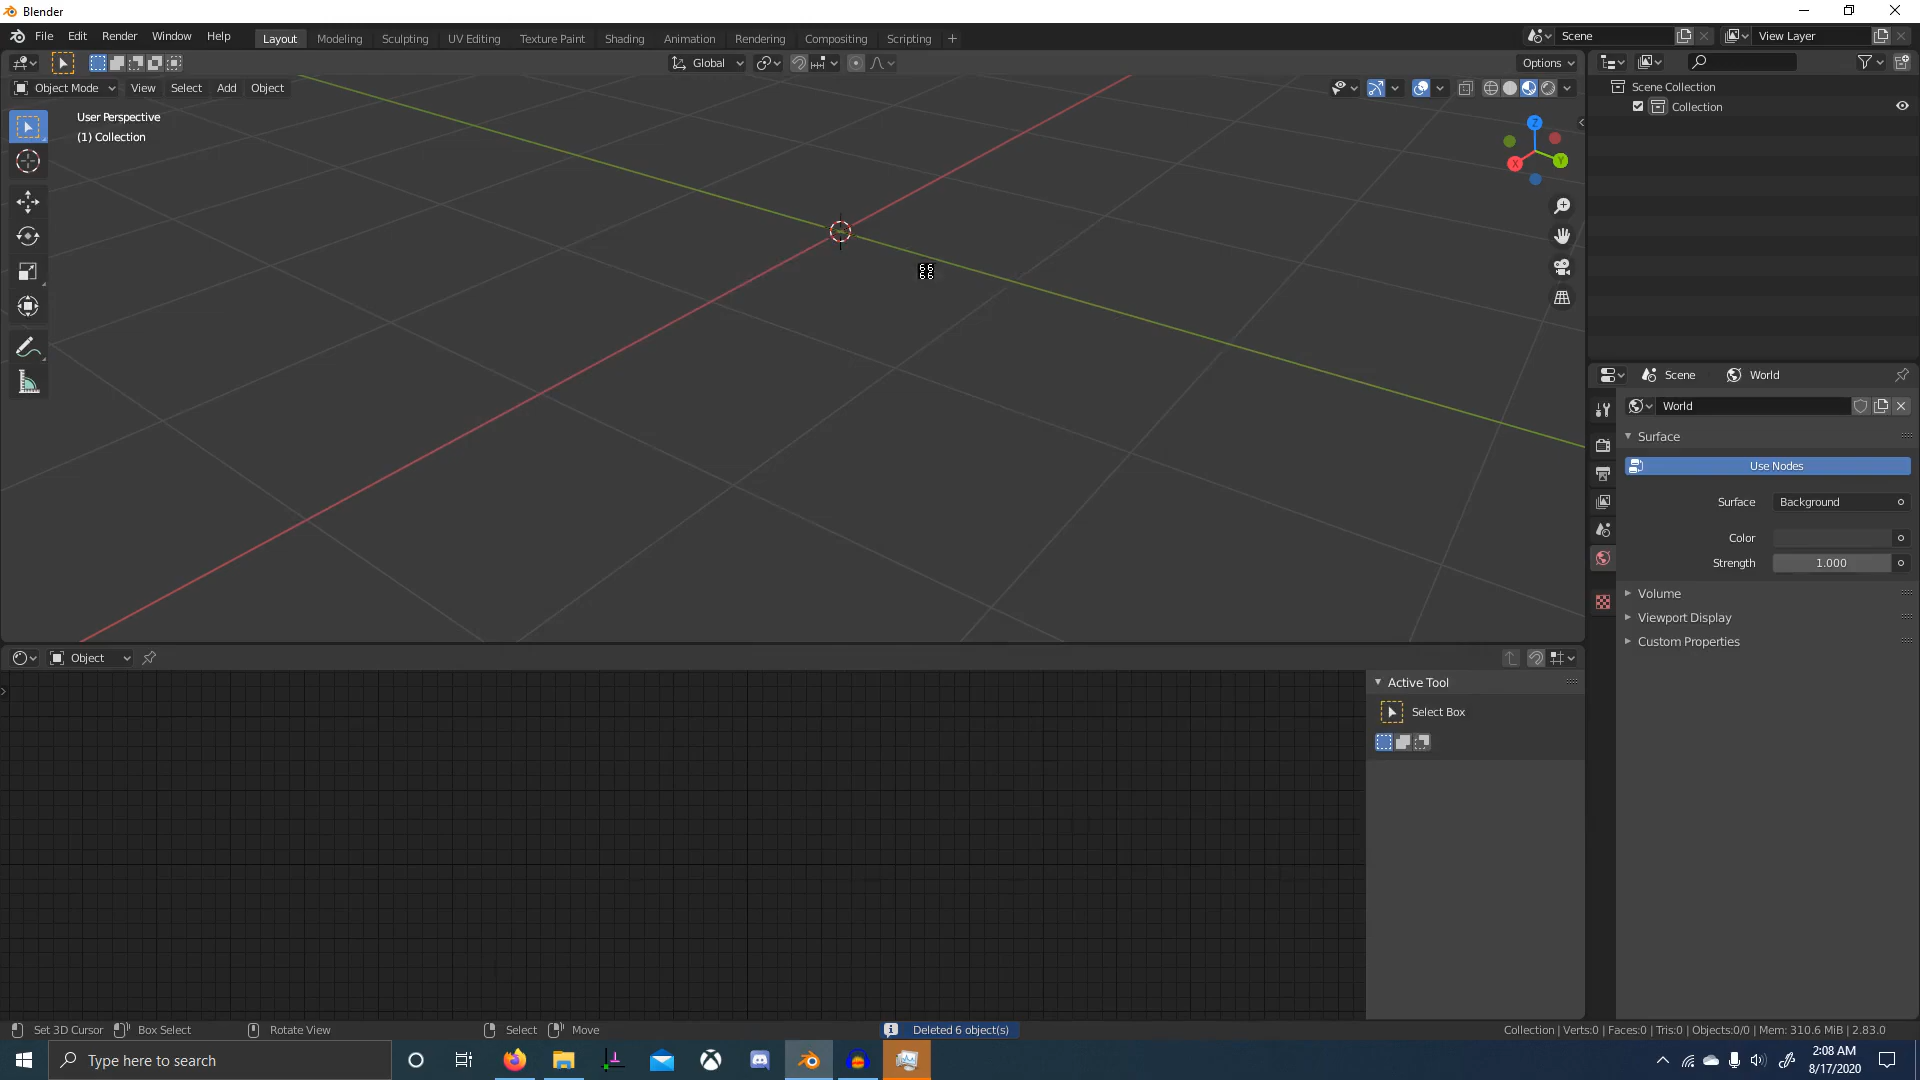 Blender
File Edit Render Window Help Layout Modeling Sculpting UV Editing Texture Paint Shading Animation Rendering Compositing Scripting + Scene View Layer
Global Options
Object Mode View Select Add Object
User Perspective
(1) Collection
Z
Y
X
66
66
Scene Collection
Collection
Scene World
World
Surface
Use Nodes
Surface Background
Color
Strength 1.000
Volume
Viewport Display
Custom Properties
Object
Active Tool
Select Box
Set 3D Cursor Box Select Rotate View Select Move Deleted 6 object(s) Collection | Verts:0 | Faces:0 | Tris:0 | Objects:0/0 | Mem: 310.6 MiB | 2.83.0
Type here to search
2:08 AM
8/17/2020